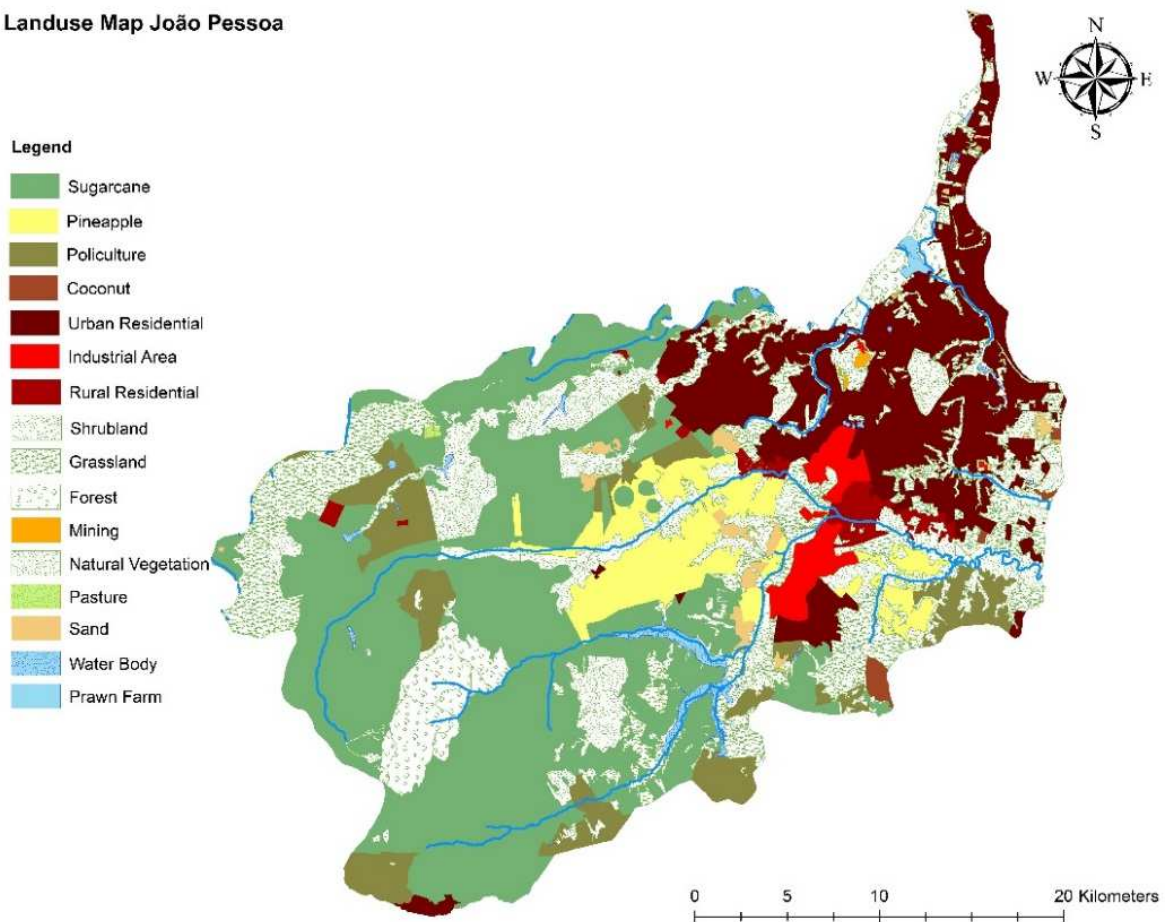 Landuse Map João Pessoa
N
W E
S
Legend
Sugarcane
Pineapple
Policulture
Coconut
Urban Residential
Industrial Area
Rural Residential
Shrubland
Grassland
Forest
Mining
Natural Vegetation
Pasture
Sand
Water Body
Prawn Farm
0 5 10 20 Kilometers